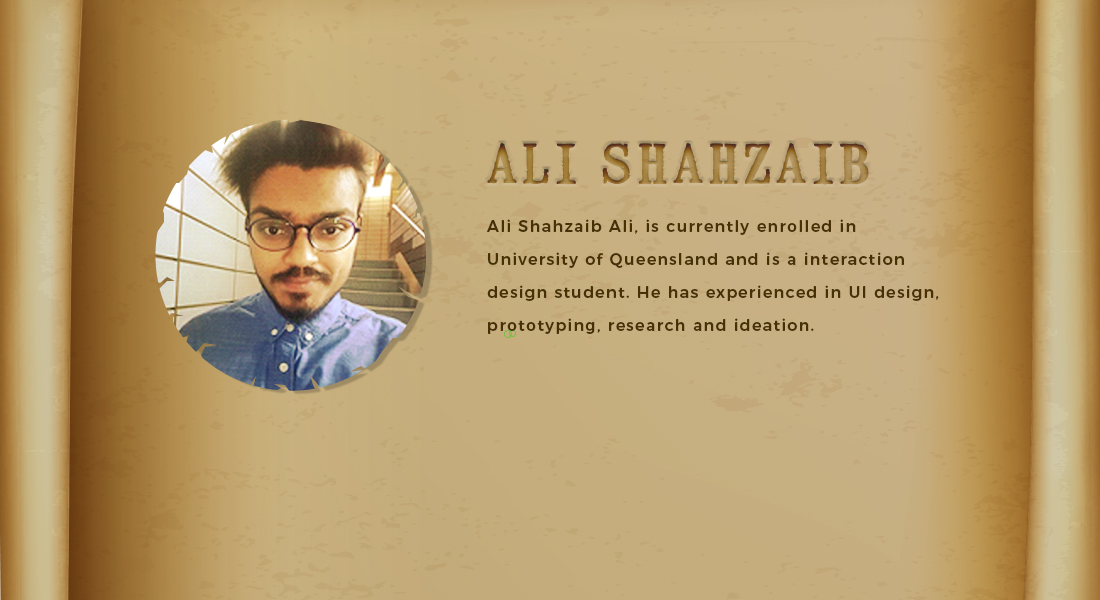 ALI SHAHZAIB
Ali Shahzaib Ali, is currently enrolled in
University of Queensland and is a interaction
design student. He has experienced in UI design,
prototyping, research and ideation.